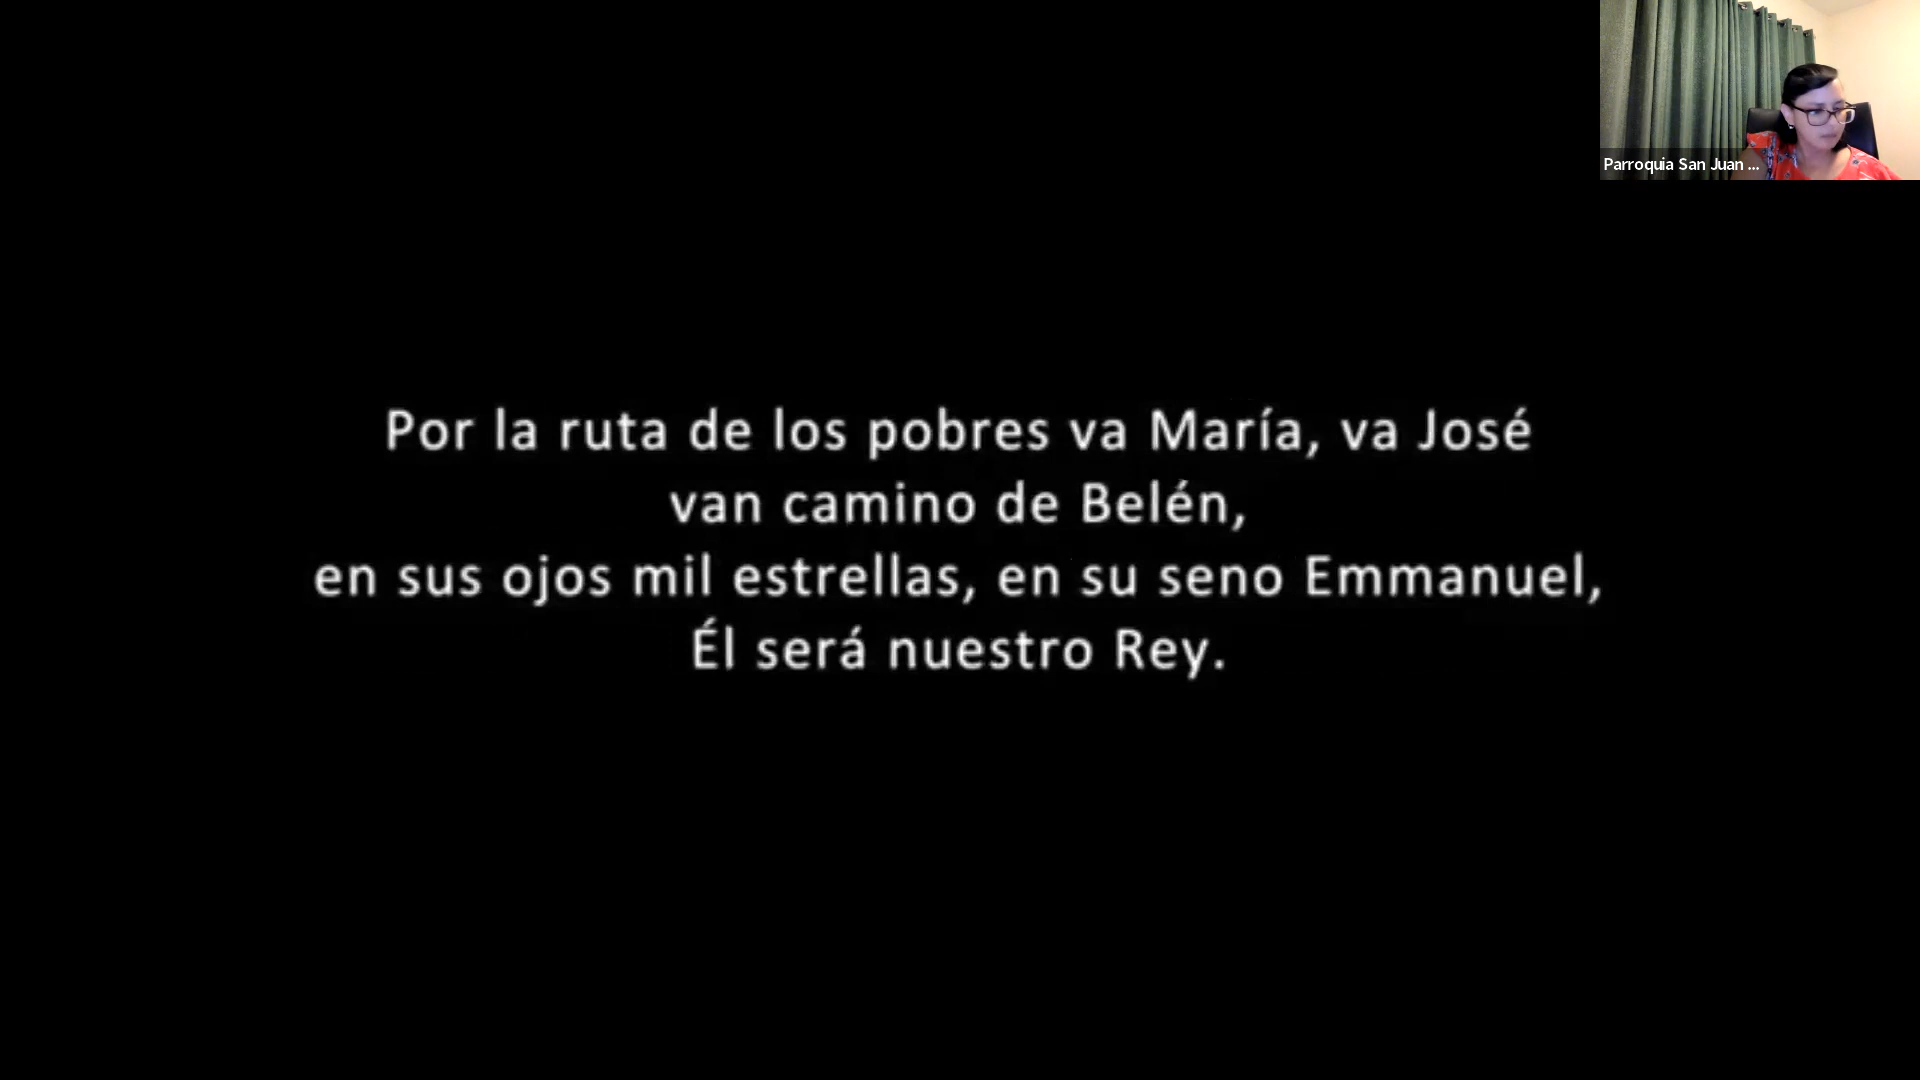 Parroquia San Juan ...
Por la ruta de los pobres va María, va José
van camino de Belén,
en sus ojos mil estrellas, en su seno Emmanuel,
Él será nuestro Rey.